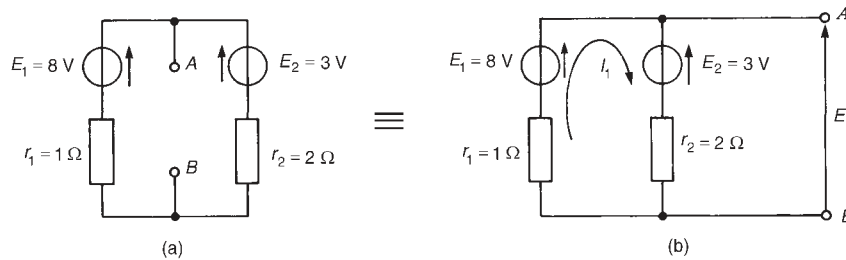 E₁ = 8 V
A
E₂ = 3 V
r₁ = 1 Ω
B
r₂ = 2 Ω
(a)
≡
A
E₁ = 8 V
I₁
E₂ = 3 V
E
r₁ = 1 Ω
r₂ = 2 Ω
(b)